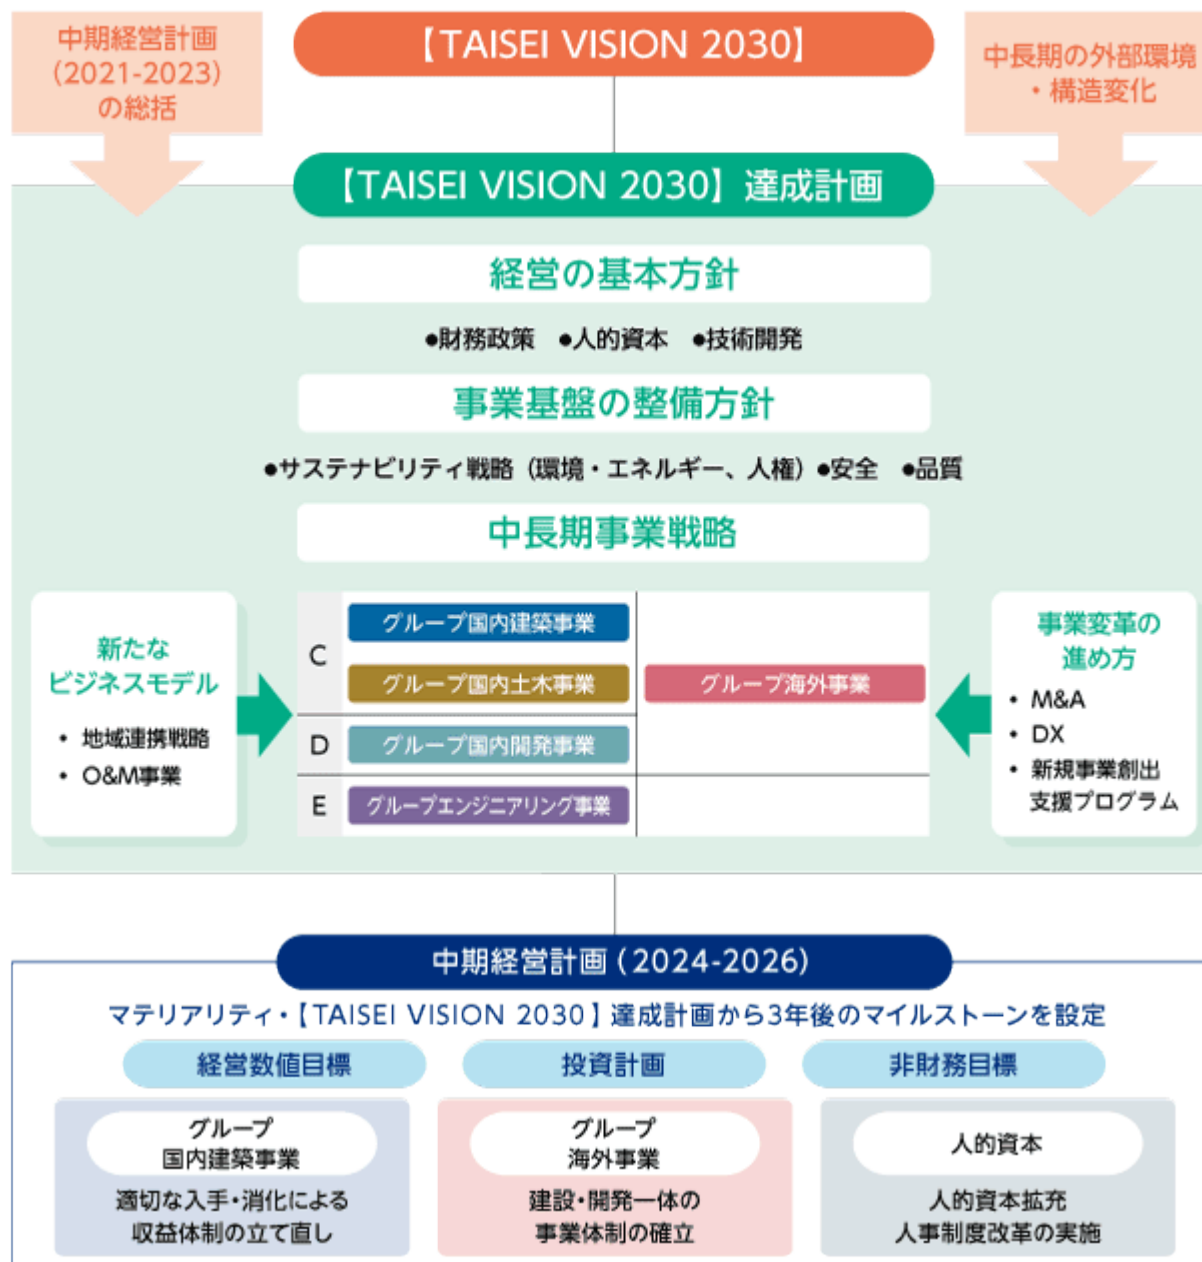 中期経営計画
(2021-2023)
の総括
【TAISEI VISION 2030】
中長期の外部環境
・構造変化
【TAISEI VISION 2030】達成計画
経営の基本方針
●財務政策 ●人的資本 ●技術開発
事業基盤の整備方針
●サステナビリティ戦略（環境・エネルギー、人権）●安全 ●品質
中長期事業戦略
新たな
ビジネスモデル
• 地域連携戦略
• O&M事業
C
グループ国内建築事業
グループ国内土木事業
グループ海外事業
D
グループ国内開発事業
E
グループエンジニアリング事業
事業変革の
進め方
• M&A
• DX
• 新規事業創出
支援プログラム
中期経営計画（2024-2026）
マテリアリティ・【TAISEI VISION 2030】達成計画から3年後のマイルストーンを設定
経営数値目標
投資計画
非財務目標
グループ
国内建築事業
適切な入手・消化による
収益体制の立て直し
グループ
海外事業
建設・開発一体の
事業体制の確立
人的資本
人的資本拡充
人事制度改革の実施